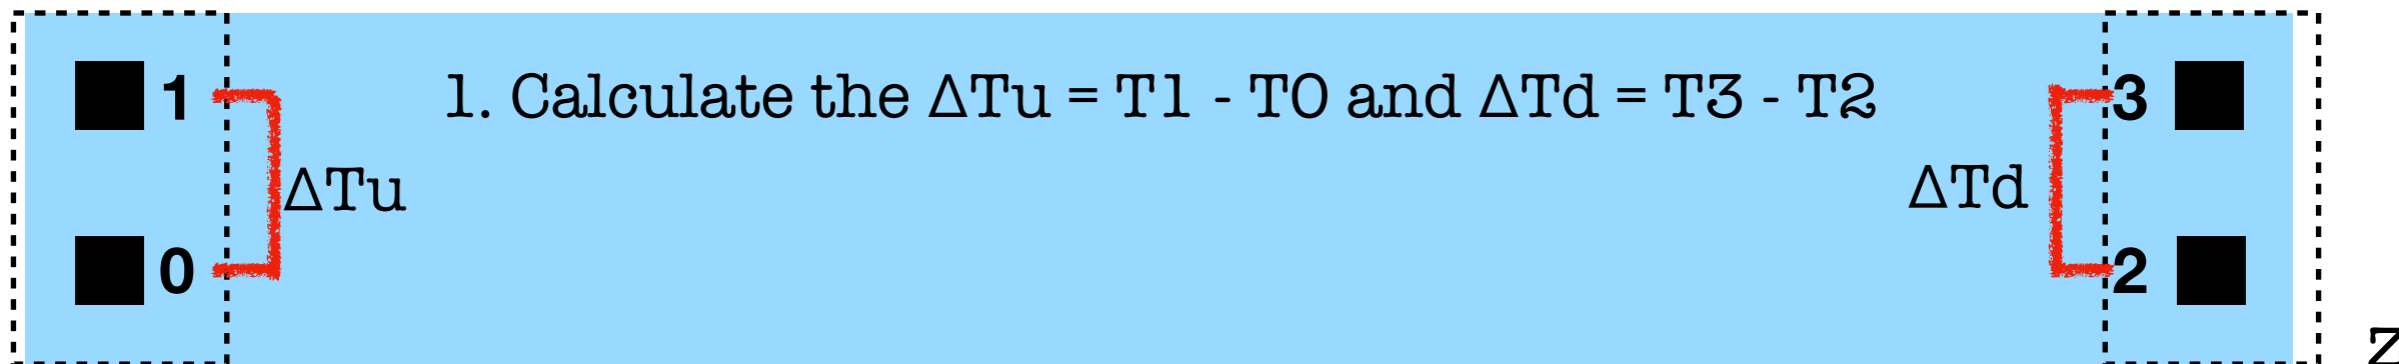 1
1. Calculate the ΔTu = T1 - T0 and ΔTd = T3 - T2
3
ΔTu
ΔTd
0
2